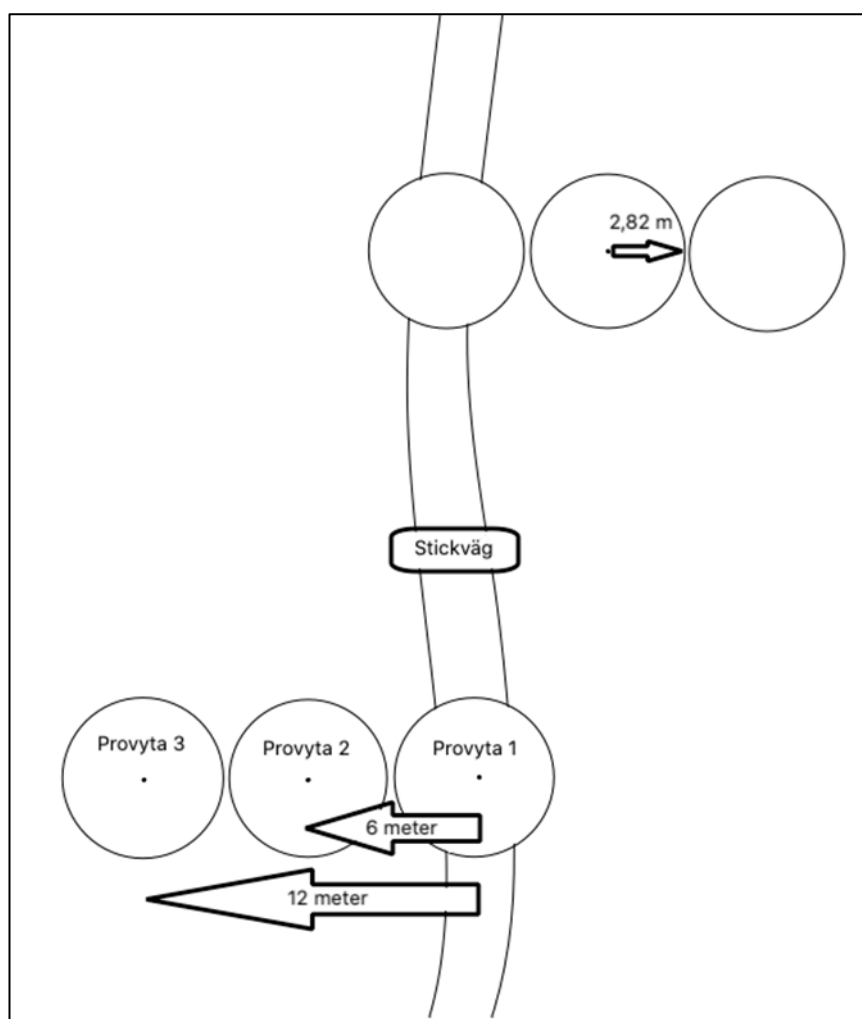 2,82 m
Stickväg
Provyta 3
Provyta 2
Provyta 1
6 meter
12 meter